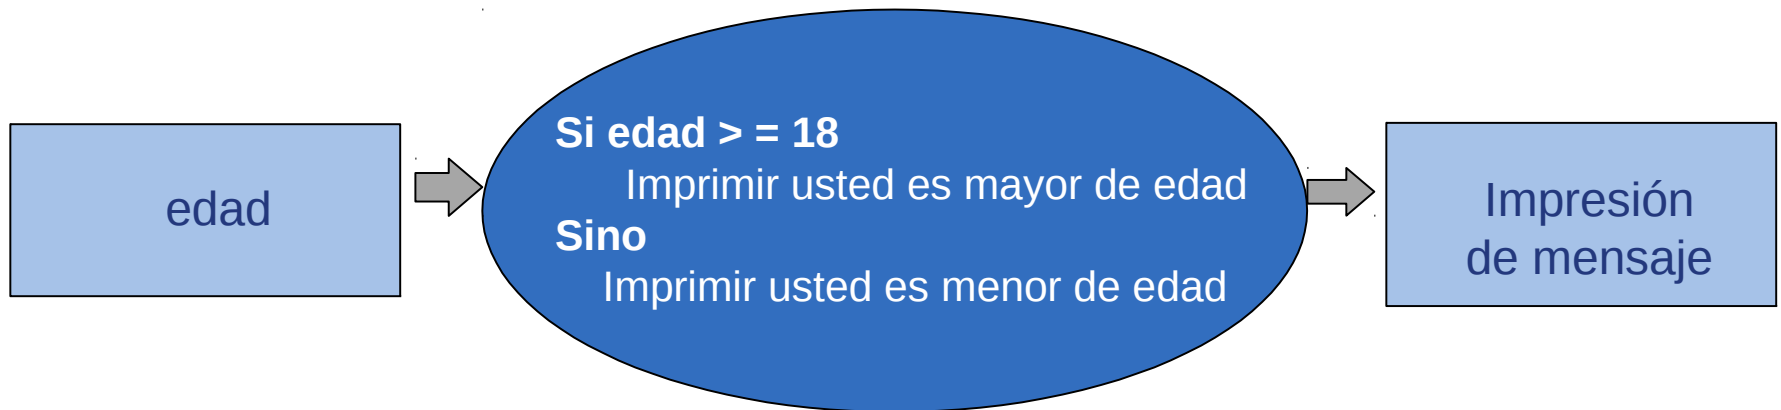 edad
Si edad > = 18
Imprimir usted es mayor de edad
Sino
Imprimir usted es menor de edad
Impresión
de mensaje